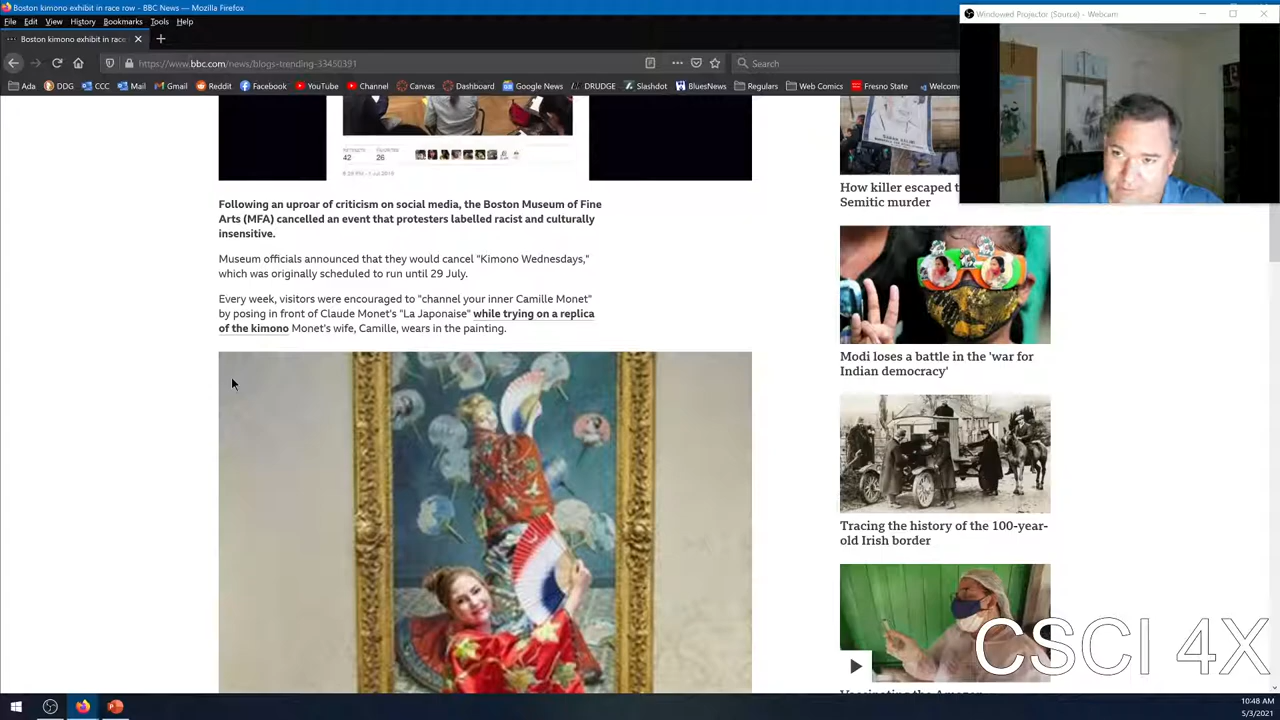 Boston kimono exhibit in race row - BBC News — Mozilla Firefox
Windowed Projector (Source) - Webcam
File Edit View History Bookmarks Tools Help
Boston kimono exhibit in race
https://www.bbc.com/news/blogs-trending-33450391
Search
Ada DDG CCC Mail Gmail Reddit Facebook YouTube Channel Canvas Dashboard Google News DRUDGE Slashdot BluesNews Regulars Web Comics Fresno State Welcome
42 26
Following an uproar of criticism on social media, the Boston Museum of Fine
Arts (MFA) cancelled an event that protesters labelled racist and culturally
insensitive.
Museum officials announced that they would cancel "Kimono Wednesdays,"
which was originally scheduled to run until 29 July.
Every week, visitors were encouraged to "channel your inner Camille Monet"
by posing in front of Claude Monet's "La Japonaise" while trying on a replica
of the kimono Monet's wife, Camille, wears in the painting.
How killer escaped
Semitic murder
Modi loses a battle in the 'war for
Indian democracy'
Tracing the history of the 100-year-
old Irish border
Vaccinating the Amazon
CSCI 4X
10:48 AM
5/3/2021